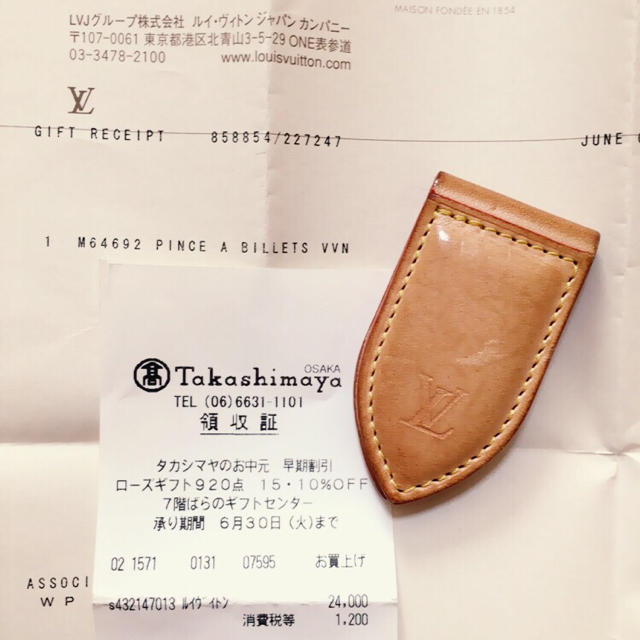 LVJグループ株式会社 ルイ・ヴィトン ジャパン カンパニー
〒107-0061 東京都港区北青山3-5-29 ONE表参道
03-3478-2100 www.louisvuitton.com
MAISON FONDÉE EN 1854
LV
GIFT RECEIPT 858854/227247 JUNE
1 M64692 PINCE A BILLETS VVN
髙 Takashimaya OSAKA
TEL (06)6631-1101
領収証
タカシマヤのお中元 早期割引
ローズギフト920点 15・10%OFF
7階ばらのギフトセンター
承り期間 6月30日(火)まで
02 1571 0131 07595 お買上げ
s432147013 ルイヴィトン 24,000
消費税等 1,200
ASSOCI
W P
LV